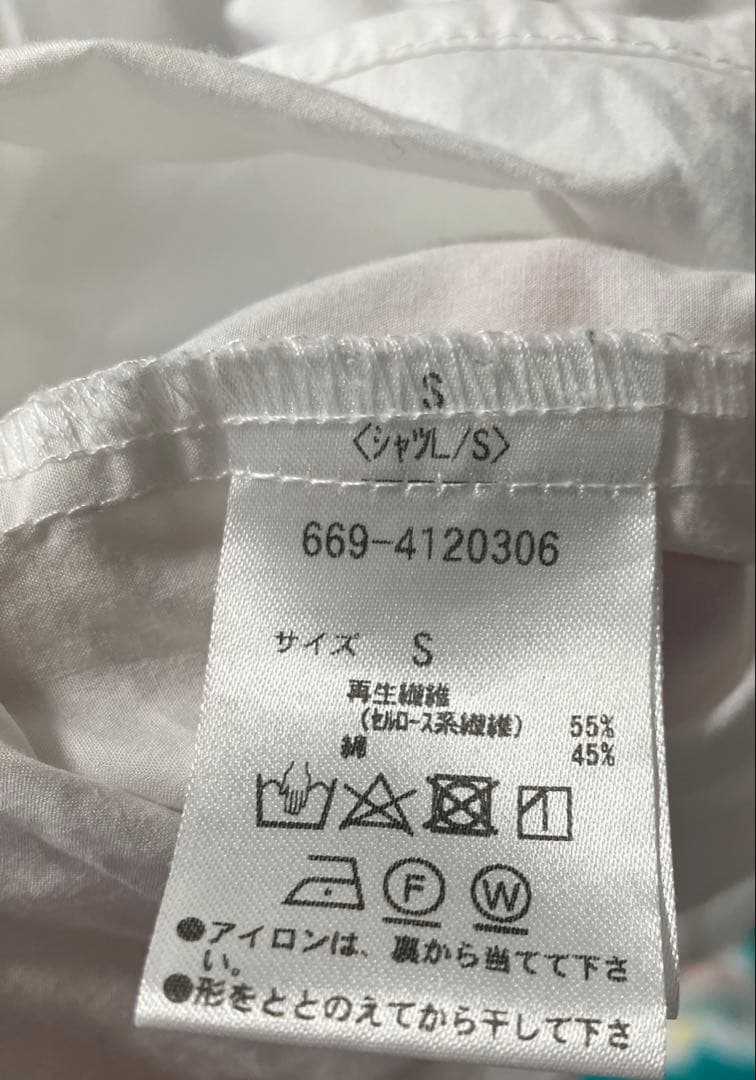 S
<シャツL/S>
669-4120306
サイズ S
再生繊維
(セルロース系繊維) 55%
綿 45%
F W
●アイロンは、裏から当てて下さ
い。
●形をととのえてから干して下さ